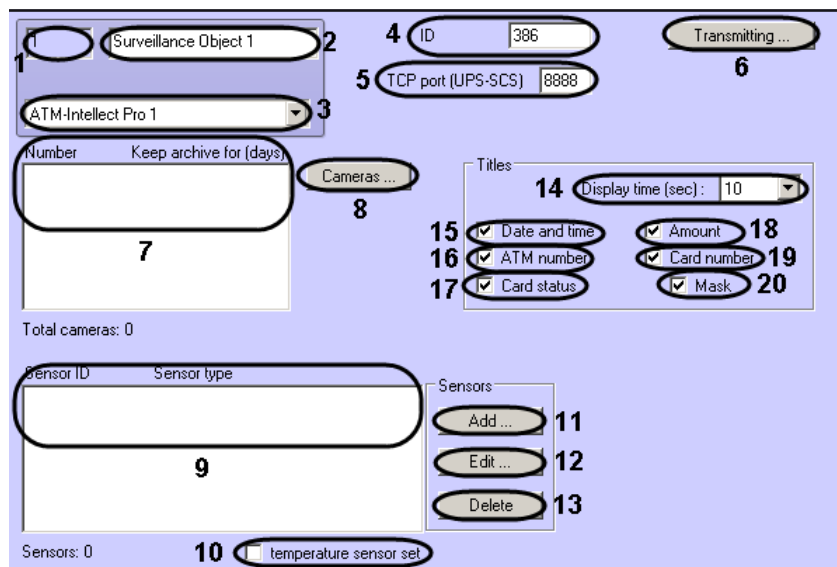 1 Surveillance Object 1 2 4 ID 386 Transmitting ...
1
5 TCP port (UPS-SCS) 8888 6
ATM-Intellect Pro 1 3
Number Keep archive for (days)
Cameras ... Titles
8 14 Display time (sec) : 10
7 15 Date and time Amount 18
16 ATM number Card number 19
17 Card status Mask 20
Total cameras: 0
Sensor ID Sensor type
Sensors
Add ... 11
9 Edit ... 12
Delete 13
Sensors: 0 10 temperature sensor set